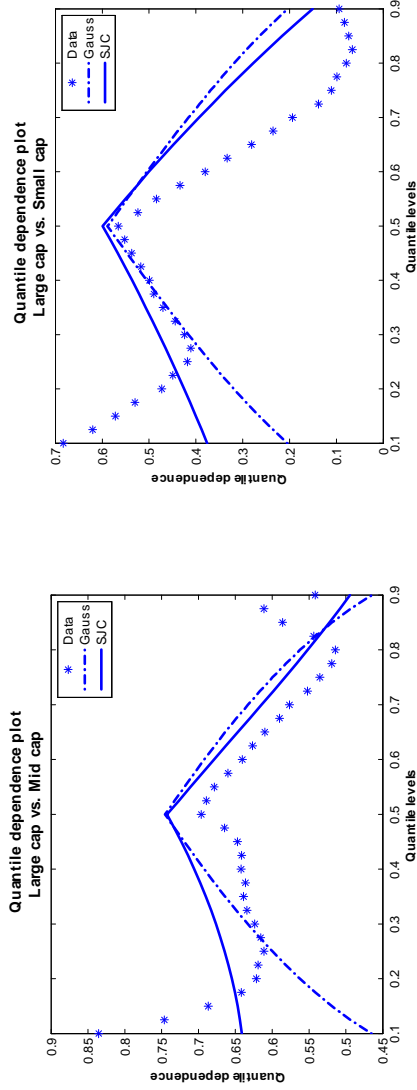 Quantile dependence plot
Large cap vs. Mid cap
Data
Gauss
SJC
0.9
0.85
0.8
0.75
0.7
0.65
0.6
0.55
0.5
0.45
Quantile dependence
0.1
0.2
0.3
0.4
0.5
0.6
0.7
0.8
0.9
Quantile levels
Quantile dependence plot
Large cap vs. Small cap
Data
Gauss
SJC
0.7
0.6
0.5
0.4
0.3
0.2
0.1
0
Quantile dependence
0.1
0.2
0.3
0.4
0.5
0.6
0.7
0.8
0.9
Quantile levels